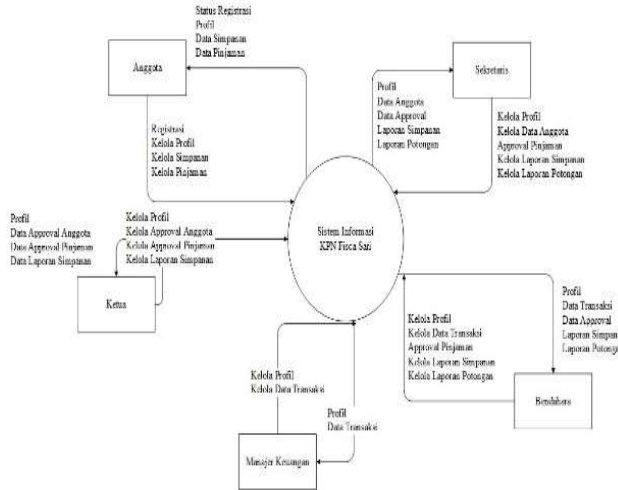 Status Registrasi
Profil
Data Simpanan
Data Pinjaman
Anggota
Registrasi
Kelola Profil
Kelola Simpanan
Kelola Pinjaman
Sekretaris
Profil
Data Anggota
Data Approval
Laporan Simpanan
Laporan Potongan
Kelola Profil
Kelola Data Anggota
Approval Pinjaman
Kelola Laporan Simpanan
Kelola Laporan Potongan
Sistem Informasi
KPN Fisca Sari
Profil
Data Approval Anggota
Data Approval Pinjaman
Data Laporan Simpanan
Kelola Profil
Kelola Approval Anggota
Kelola Approval Pinjaman
Kelola Laporan Simpanan
Ketua
Kelola Profil
Kelola Data Transaksi
Profil
Data Transaksi
Manajer Keuangan
Kelola Profil
Kelola Data Transaksi
Approval Pinjaman
Kelola Laporan Simpanan
Kelola Laporan Potongan
Profil
Data Transaksi
Data Approval
Laporan Simpan
Laporan Potonga
Bendahara